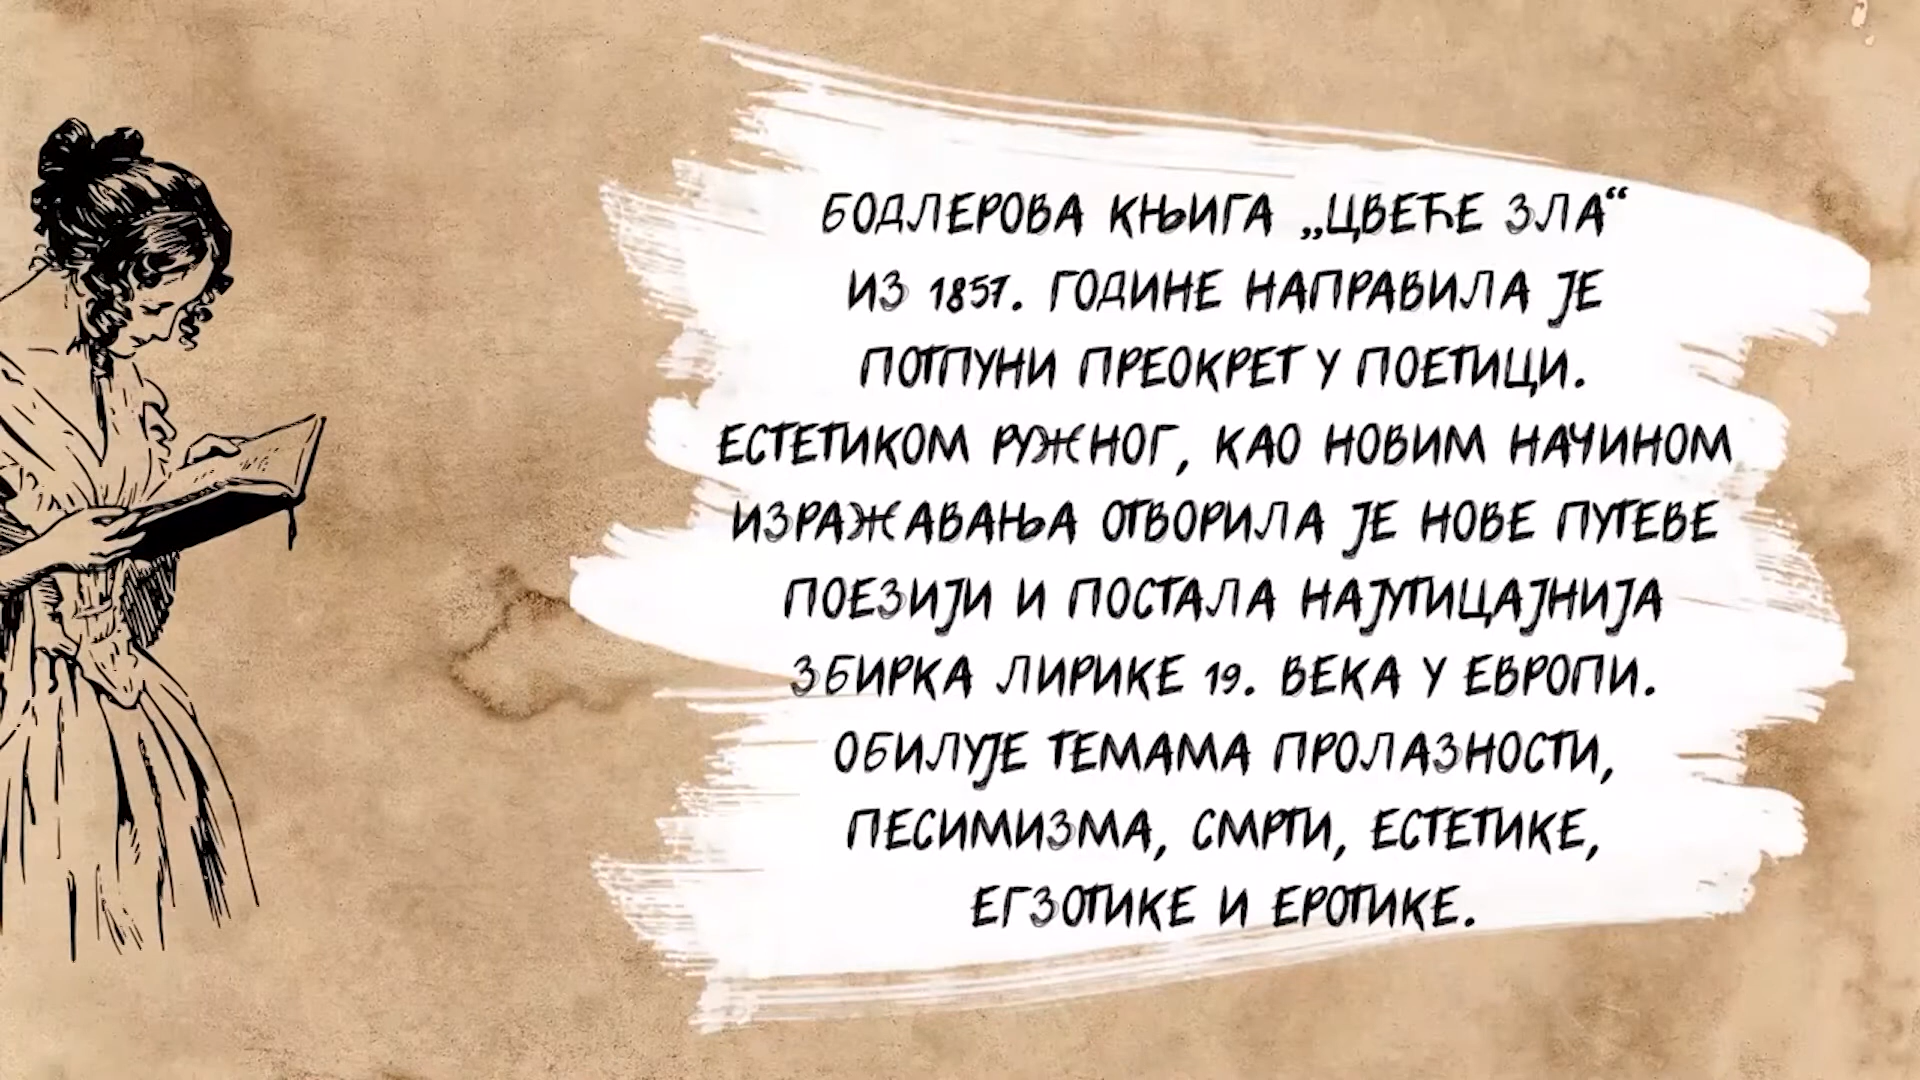 БОДЛЕРОВА КЊИГА „ЦВЕЋЕ ЗЛА“
ИЗ 1857. ГОДИНЕ НАПРАВИЛА ЈЕ
ПОТПУНИ ПРЕОКРЕТ У ПОЕТИЦИ.
ЕСТЕТИКОМ РУЖНОГ, КАО НОВИМ НАЧИНОМ
ИЗРАЖАВАЊА ОТВОРИЛА ЈЕ НОВЕ ПУТЕВЕ
ПОЕЗИЈИ И ПОСТАЛА НАЈУТИЦАЈНИЈА
ЗБИРКА ЛИРИКЕ 19. ВЕКА У ЕВРОПИ.
ОБИЛУЈЕ ТЕМАМА ПРОЛАЗНОСТИ,
ПЕСИМИЗМА, СМРТИ, ЕСТЕТИКЕ,
ЕГЗОТИКЕ И ЕРОТИКЕ.